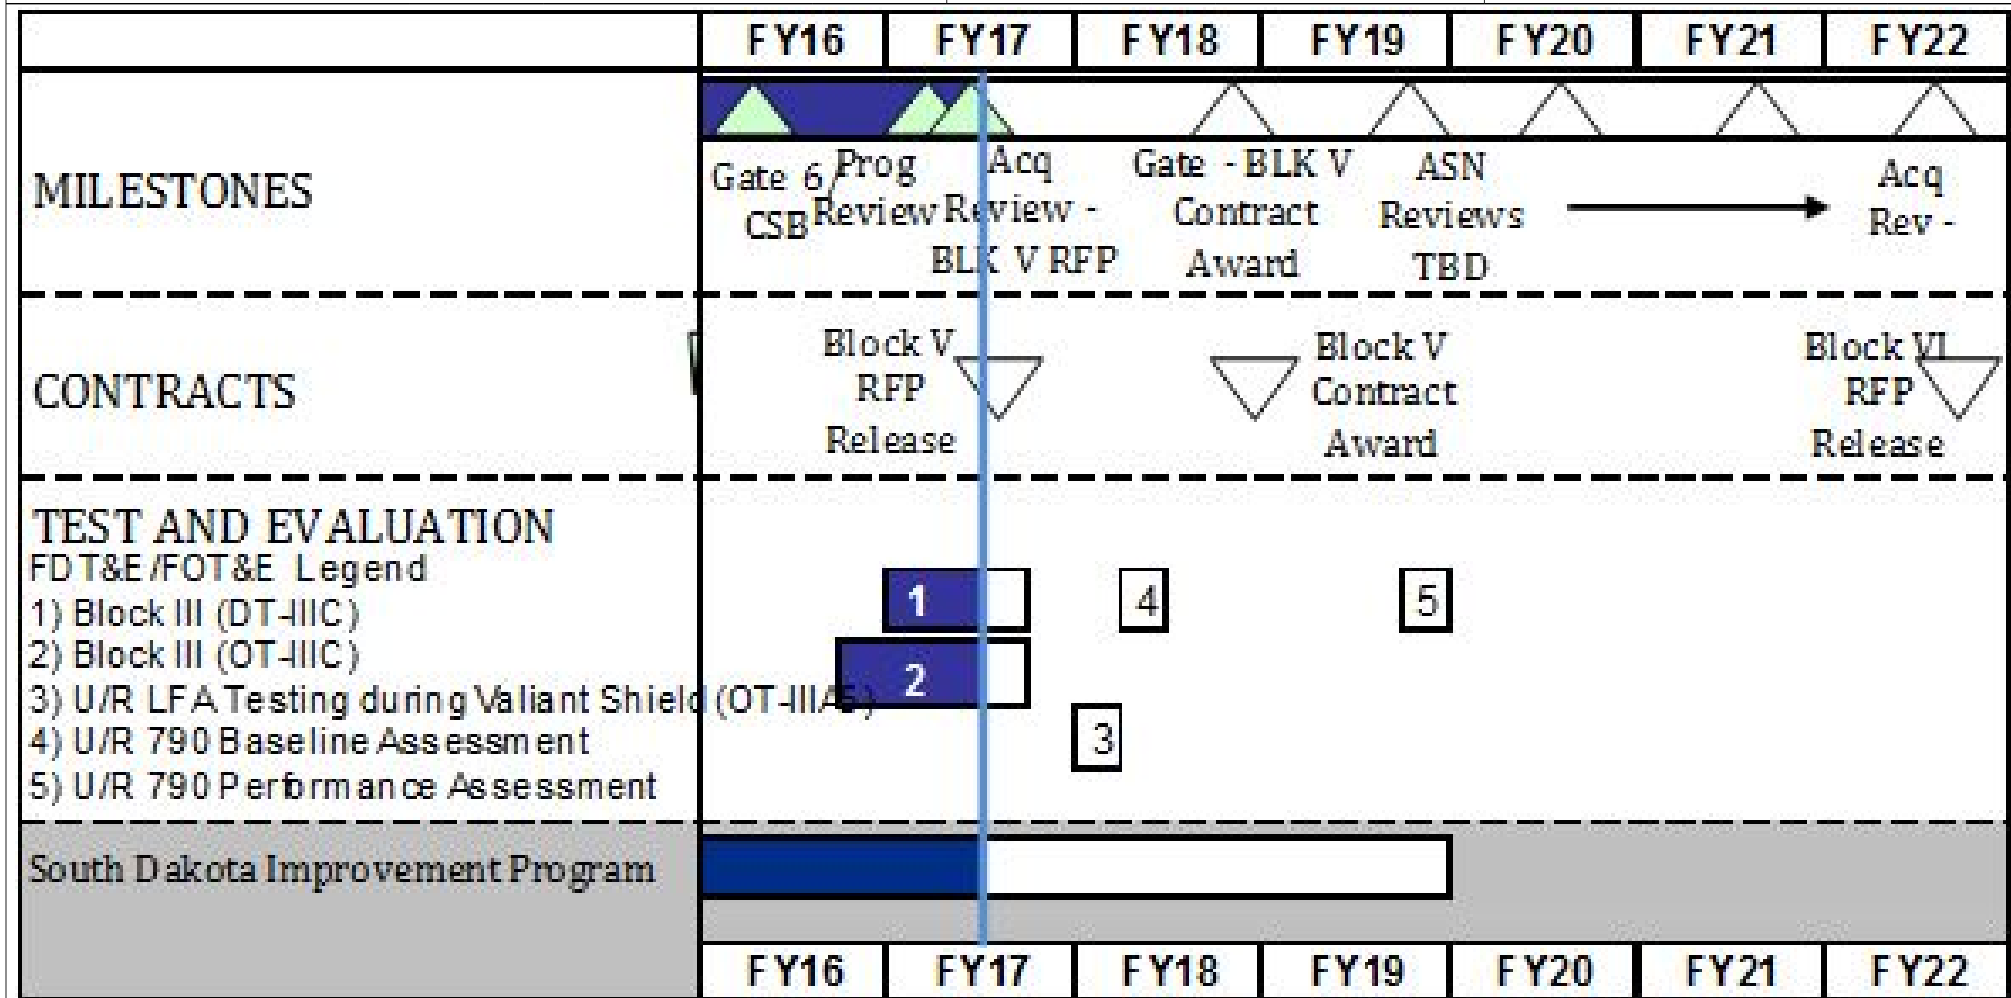 FY16 FY17 FY18 FY19 FY20 FY21 FY22
MILESTONES
Gate 6/
CSB
Prog
Review
Acq
Review -
BLK V RFP
Gate - BLK V
Contract
Award
ASN
Reviews
TBD
Acq
Rev -
CONTRACTS
Block V
RFP
Release
Block V
Contract
Award
Block VI
RFP
Release
TEST AND EVALUATION
FDT&E/FOT&E Legend
1) Block III (DT-IIIC)
2) Block III (OT-IIIC)
3) U/R LFA Testing during Valiant Shield (OT-IIIA5)
4) U/R 790 Baseline Assessment
5) U/R 790 Performance Assessment
1
4
5
2
3
South Dakota Improvement Program
FY16 FY17 FY18 FY19 FY20 FY21 FY22